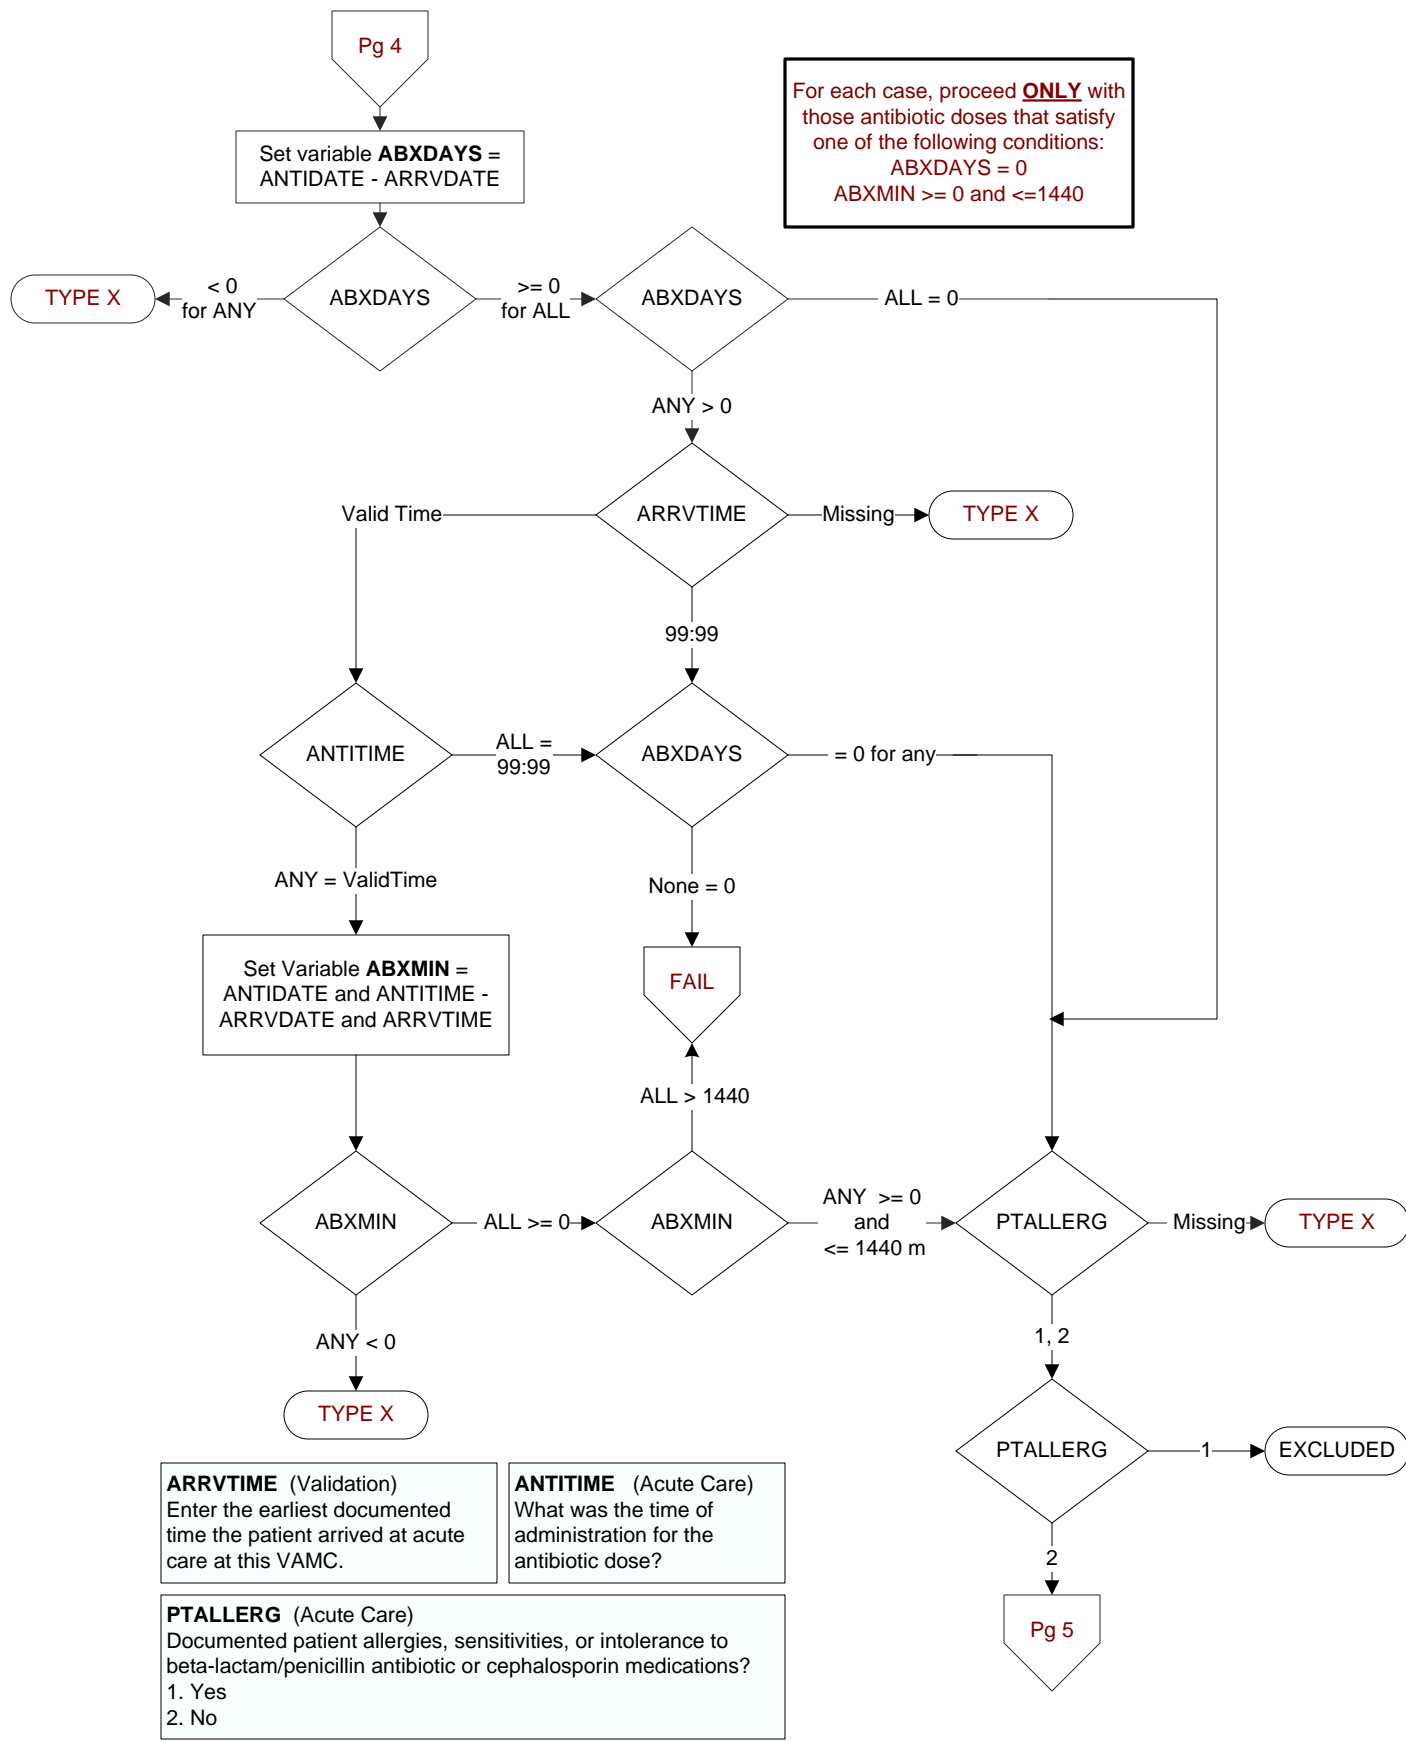 Pg 4
For each case, proceed ONLY with
those antibiotic doses that satisfy
one of the following conditions:
ABXDAYS = 0
ABXMIN >= 0 and <=1440
Set variable ABXDAYS =
ANTIDATE - ARRVDATE
TYPE X
< 0
for ANY
ABXDAYS
>= 0
for ALL
ABXDAYS
ALL = 0
ANY > 0
Valid Time
ARRVTIME
Missing
TYPE X
99:99
ANTITIME
ALL =
99:99
ABXDAYS
= 0 for any
ANY = ValidTime
None = 0
Set Variable ABXMIN =
ANTIDATE and ANTITIME -
ARRVDATE and ARRVTIME
FAIL
ALL > 1440
ABXMIN
ALL >= 0
ABXMIN
ANY >= 0
and
<= 1440 m
PTALLERG
Missing
TYPE X
ANY < 0
1, 2
TYPE X
PTALLERG
1
EXCLUDED
ARRVTIME (Validation)
Enter the earliest documented
time the patient arrived at acute
care at this VAMC.
ANTITIME (Acute Care)
What was the time of
administration for the
antibiotic dose?
2
PTALLERG (Acute Care)
Documented patient allergies, sensitivities, or intolerance to
beta-lactam/penicillin antibiotic or cephalosporin medications?
1. Yes
2. No
Pg 5